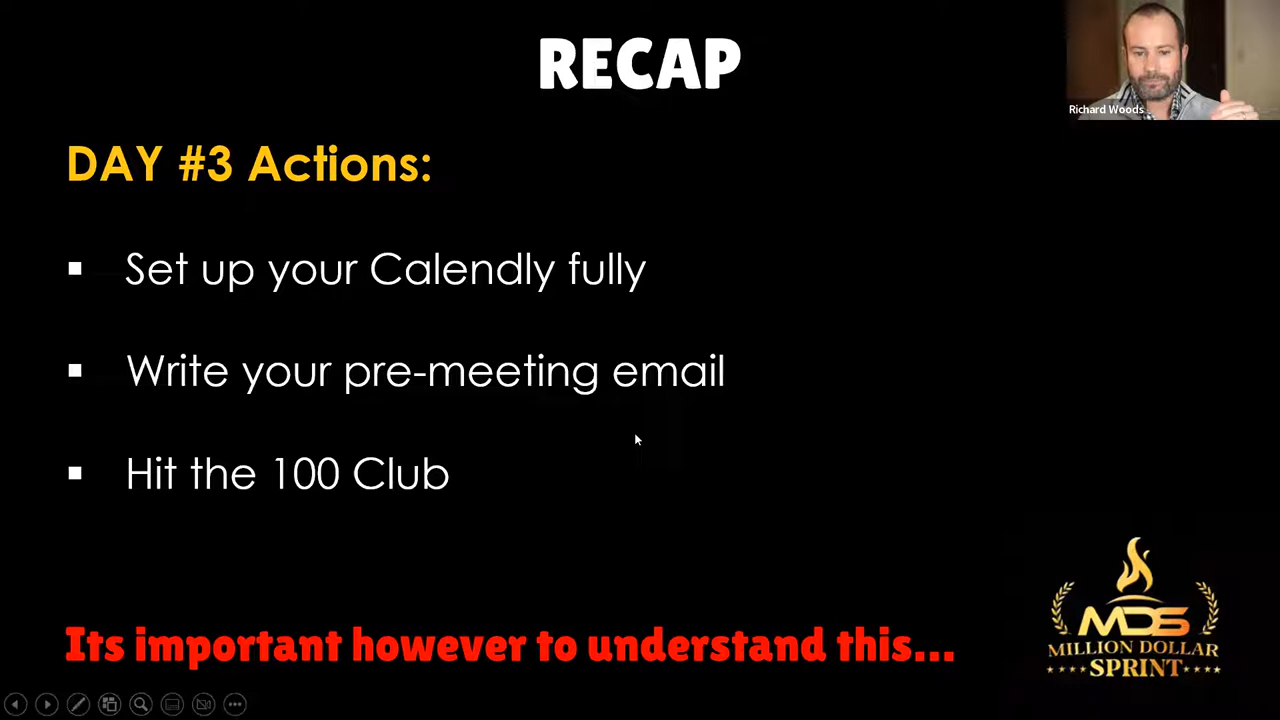 RECAP
Richard Woods
DAY #3 Actions:
Set up your Calendly fully
Write your pre-meeting email
Hit the 100 Club
Its important however to understand this...
MDS
MILLION DOLLAR
SPRINT